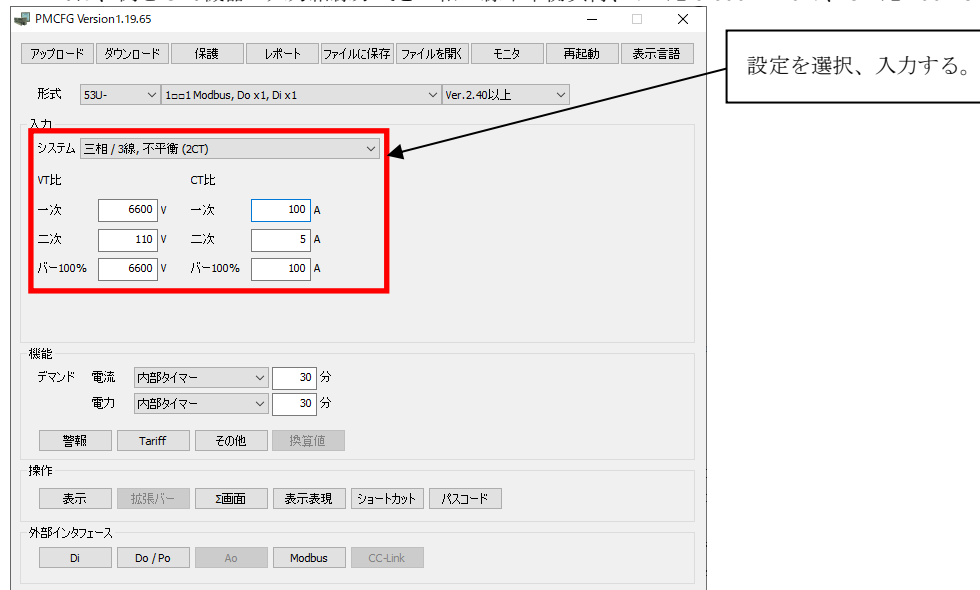 PMCFG Version1.19.65
アップロード ダウンロード 保護 レポート ファイルに保存 ファイルを開く モニタ 再起動 表示言語
設定を選択、入力する。
形式 53U- 1□□1 Modbus, Do x1, Di x1 Ver.2.40以上
入力
システム 三相 / 3線, 不平衡 (2CT)
VT比 CT比
一次 6600 V 一次 100 A
二次 110 V 二次 5 A
バー100% 6600 V バー100% 100 A
機能
デマンド 電流 内部タイマー 30 分
電力 内部タイマー 30 分
警報 Tariff その他 換算値
操作
表示 拡張バー Σ画面 表示表現 ショートカット パスコード
外部インタフェース
Di Do / Po Ao Modbus CC-Link